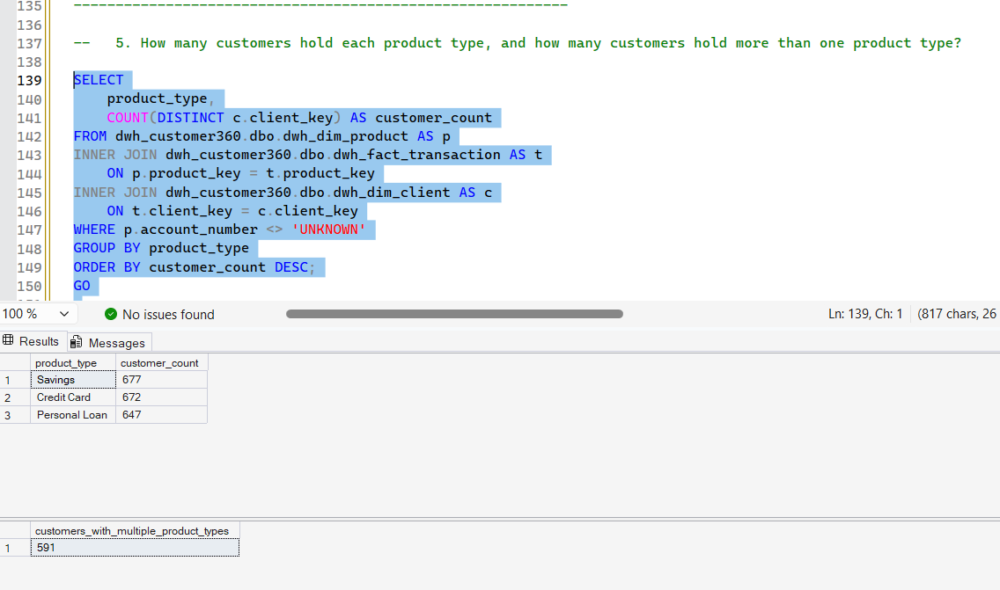 135 -----------------------------------------------------------
136
137 --   5. How many customers hold each product type, and how many customers hold more than one product type?
138
139 SELECT
140     product_type,
141     COUNT(DISTINCT c.client_key) AS customer_count
142 FROM dwh_customer360.dbo.dwh_dim_product AS p
143 INNER JOIN dwh_customer360.dbo.dwh_fact_transaction AS t
144     ON p.product_key = t.product_key
145 INNER JOIN dwh_customer360.dbo.dwh_dim_client AS c
146     ON t.client_key = c.client_key
147 WHERE p.account_number <> 'UNKNOWN'
148 GROUP BY product_type
149 ORDER BY customer_count DESC;
150 GO
100 % No issues found Ln: 139, Ch: 1 (817 chars, 26
Results Messages
product_type customer_count
1 Savings 677
2 Credit Card 672
3 Personal Loan 647
customers_with_multiple_product_types
1 591